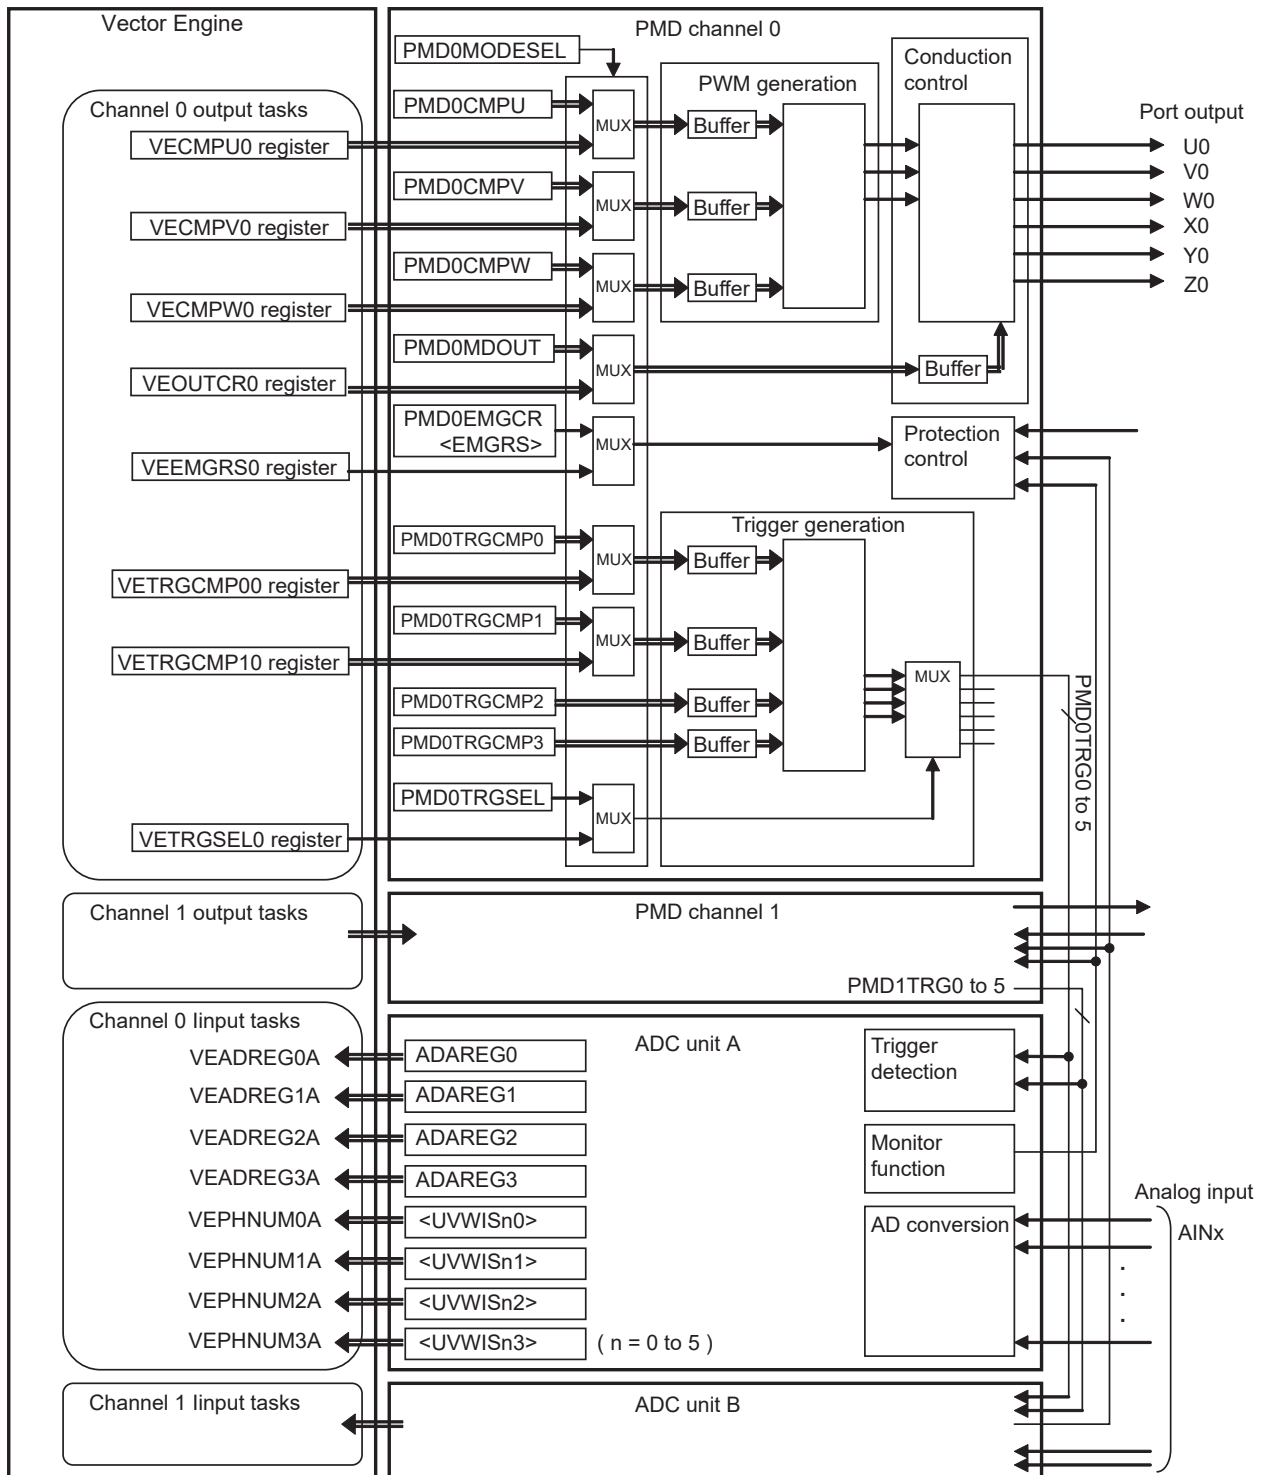 Vector Engine
PMD channel 0
PMD0MODESEL
Channel 0 output tasks
PMD0CMPU
VECMPU0 register
MUX
PWM generation
Buffer
Conduction
control
Port output
U0
V0
W0
X0
Y0
Z0
PMD0CMPV
VECMPV0 register
MUX
Buffer
PMD0CMPW
VECMPW0 register
MUX
Buffer
PMD0MDOUT
VEOUTCR0 register
MUX
Buffer
PMD0EMGCR
<EMGRS>
VEEMGRS0 register
MUX
Protection
control
Trigger generation
PMD0TRGCMP0
VETRGCMP00 register
MUX
Buffer
PMD0TRGCMP1
VETRGCMP10 register
MUX
Buffer
PMD0TRGCMP2
Buffer
PMD0TRGCMP3
Buffer
MUX
PMD0TRG0 to 5
PMD0TRGSEL
VETRGSEL0 register
MUX
Channel 1 output tasks
PMD channel 1
PMD1TRG0 to 5
Channel 0 Iinput tasks
ADC unit A
VEADREG0A
ADAREG0
VEADREG1A
ADAREG1
VEADREG2A
ADAREG2
VEADREG3A
ADAREG3
VEPHNUM0A
<UVWISn0>
VEPHNUM1A
<UVWISn1>
VEPHNUM2A
<UVWISn2>
VEPHNUM3A
<UVWISn3>
( n = 0 to 5 )
Trigger
detection
Monitor
function
AD conversion
Analog input
AINx
.
.
.
Channel 1 Iinput tasks
ADC unit B